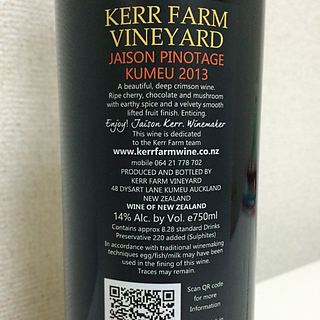 KERR FARM
VINEYARD
JAISON PINOTAGE
KUMEU 2013
A beautiful, deep crimson wine.
Ripe cherry, chocolate and mushroom
with earthy spice and a velvety smooth
lifted fruit finish. Enticing.
Enjoy! Jaison Kerr. Winemaker
This wine is dedicated
to the Kerr Farm team
www.kerrfarmwine.co.nz
mobile 064 21 778 702
PRODUCED AND BOTTLED BY
KERR FARM VINEYARD
48 DYSART LANE KUMEU AUCKLAND
NEW ZEALAND
WINE OF NEW ZEALAND
14% Alc. by Vol. e750ml
Contains approx 8.28 standard Drinks
Preservative 220 added (Sulphites)
In accordance with traditional winemaking
techniques egg/fish/milk may have been
used in the fining of this wine.
Traces may remain.
Scan QR code
for more
Information